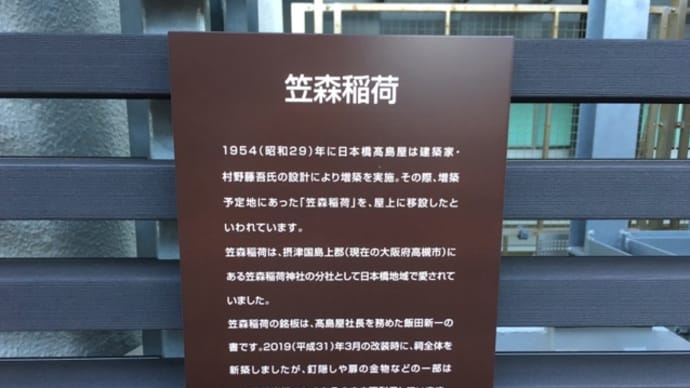 笠森稲荷
1954(昭和29)年に日本橋髙島屋は建築家・
村野藤吾氏の設計により増築を実施。その際、増築
予定地にあった「笠森稲荷」を、屋上に移設したと
いわれています。
笠森稲荷は、摂津国島上郡(現在の大阪府高槻市)に
ある笠森稲荷神社の分社として日本橋地域で愛されて
いました。
笠森稲荷の銘板は、髙島屋社長を務めた飯田新一の
書です。2019(平成31)年3月の改装時に、祠全体を
新築しましたが、釘隠しや扉の金物などの一部は